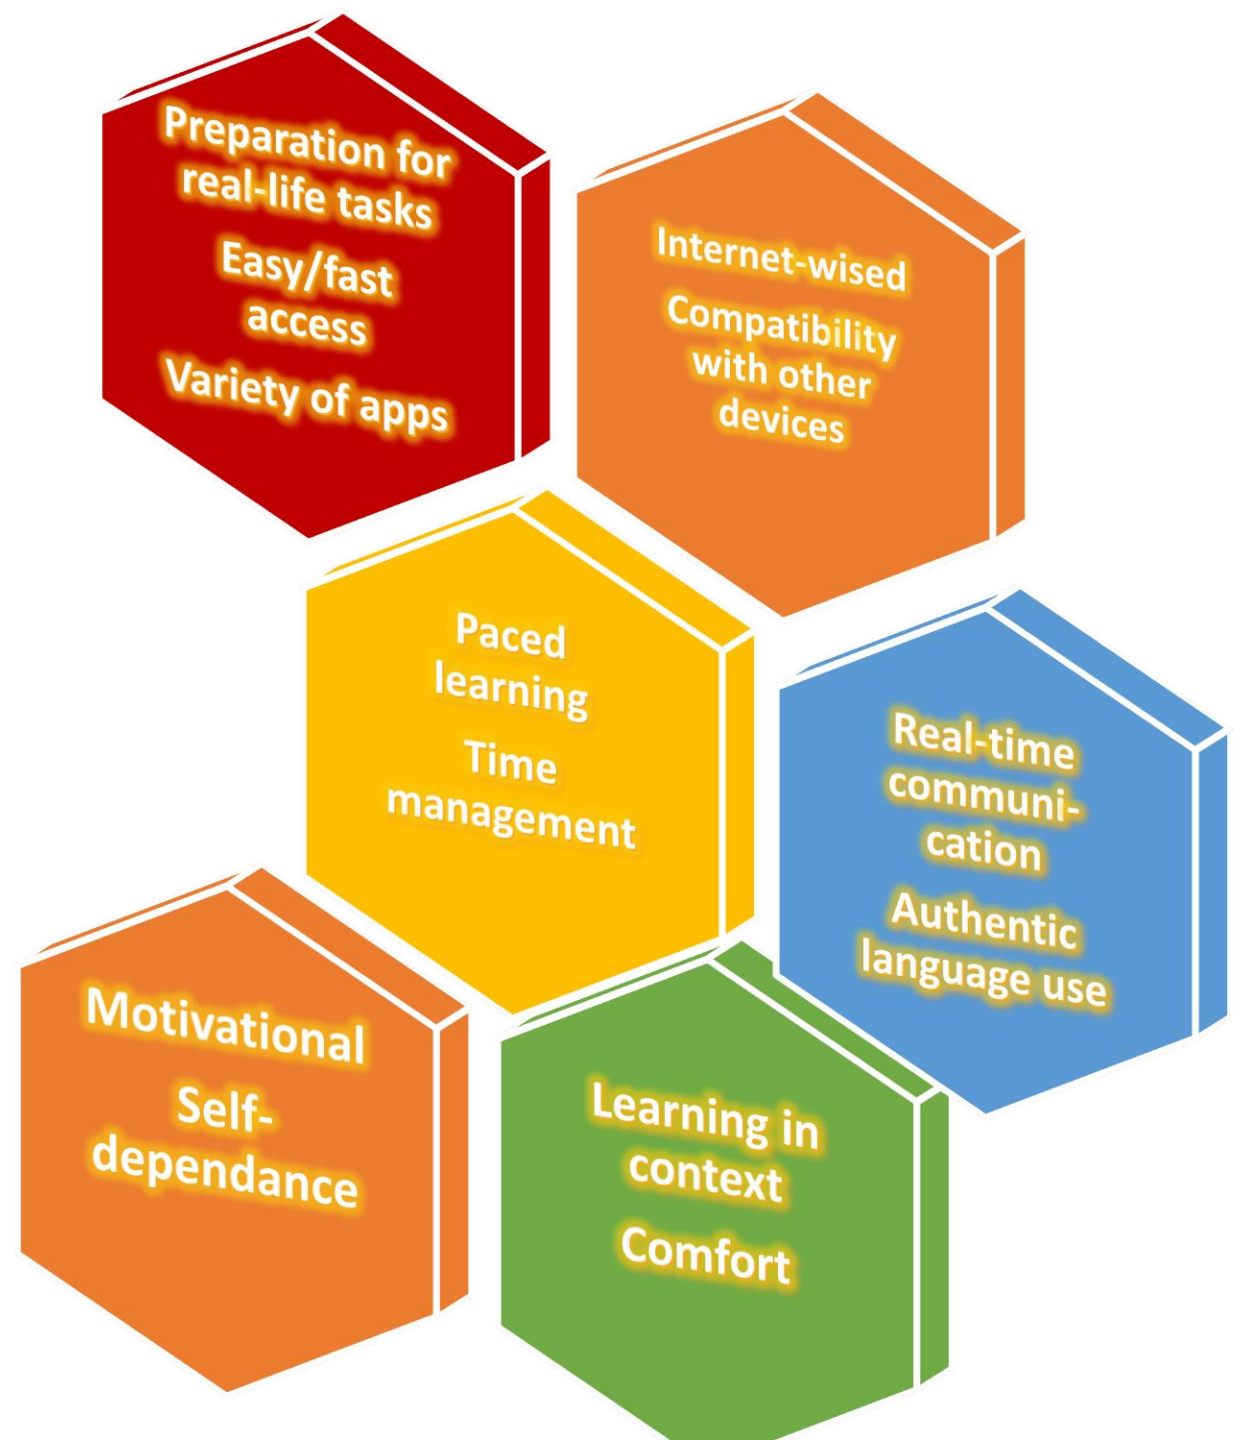 Preparation for
real-life tasks
Easy/fast
access
Variety of apps
Internet-wised
Compatibility
with other
devices
Paced
learning
Time
management
Real-time
communi-
cation
Authentic
language use
Motivational
Self-
dependance
Learning in
context
Comfort